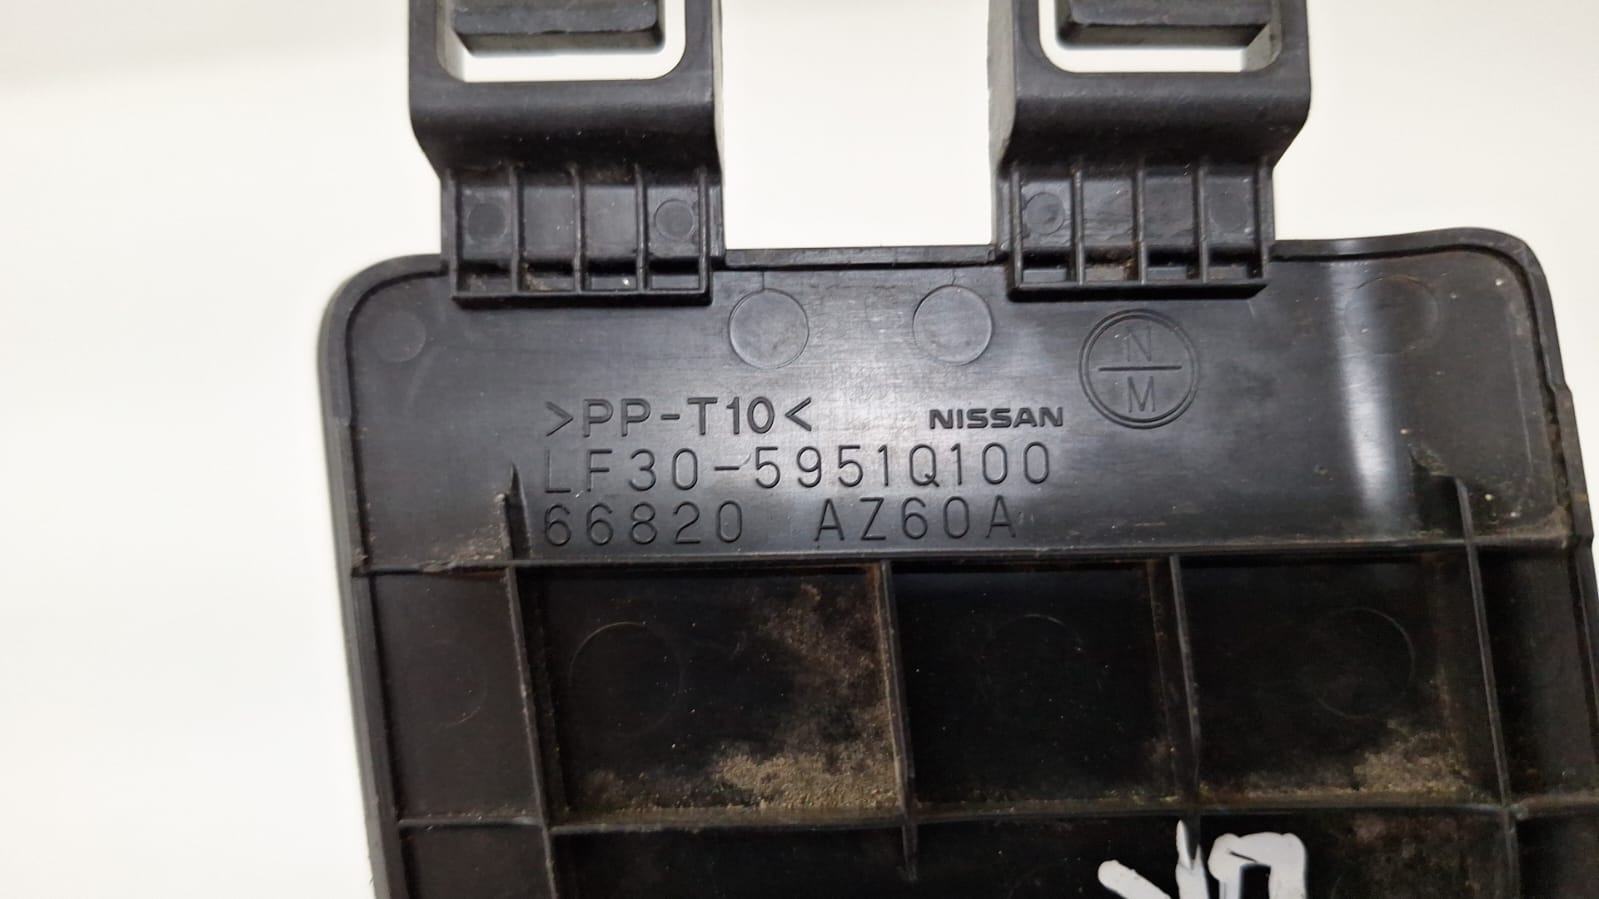 N
M
>PP-T10< NISSAN
LF30-5951Q100
66820 AZ60A